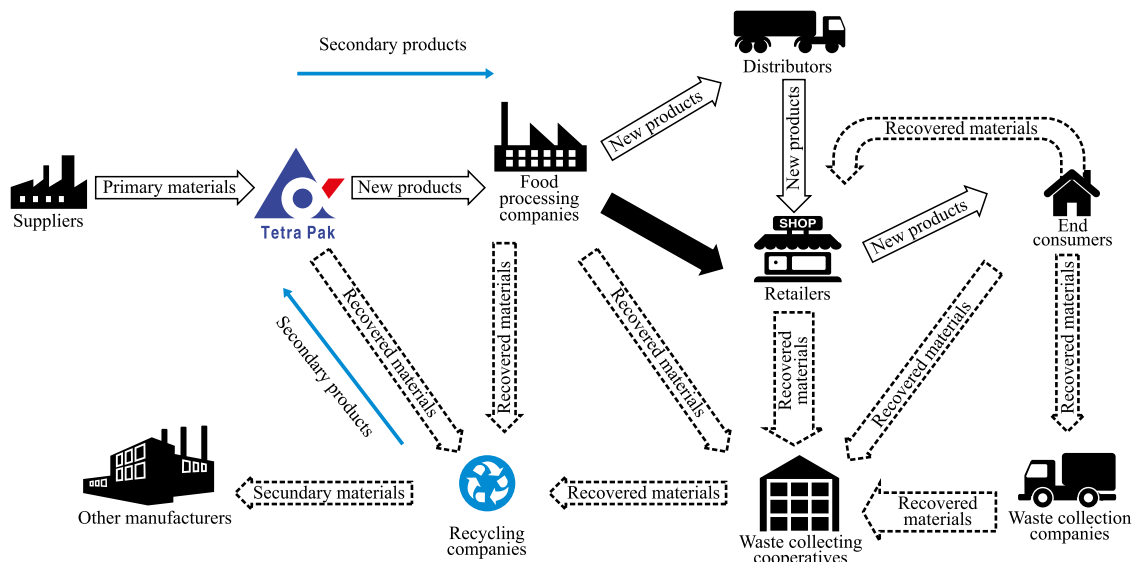 Secondary products
Distributors
New products
New products
Recovered materials
Suppliers
Primary materials
Tetra Pak
New products
Food
processing
companies
SHOP
Retailers
New products
End
consumers
Recovered materials
Secondary products
Recovered materials
Recovered materials
Recovered
materials
Recovered materials
Recovered materials
Other manufacturers
Secundary materials
Recycling
companies
Recovered materials
Waste collecting
cooperatives
Recovered
materials
Waste collection
companies